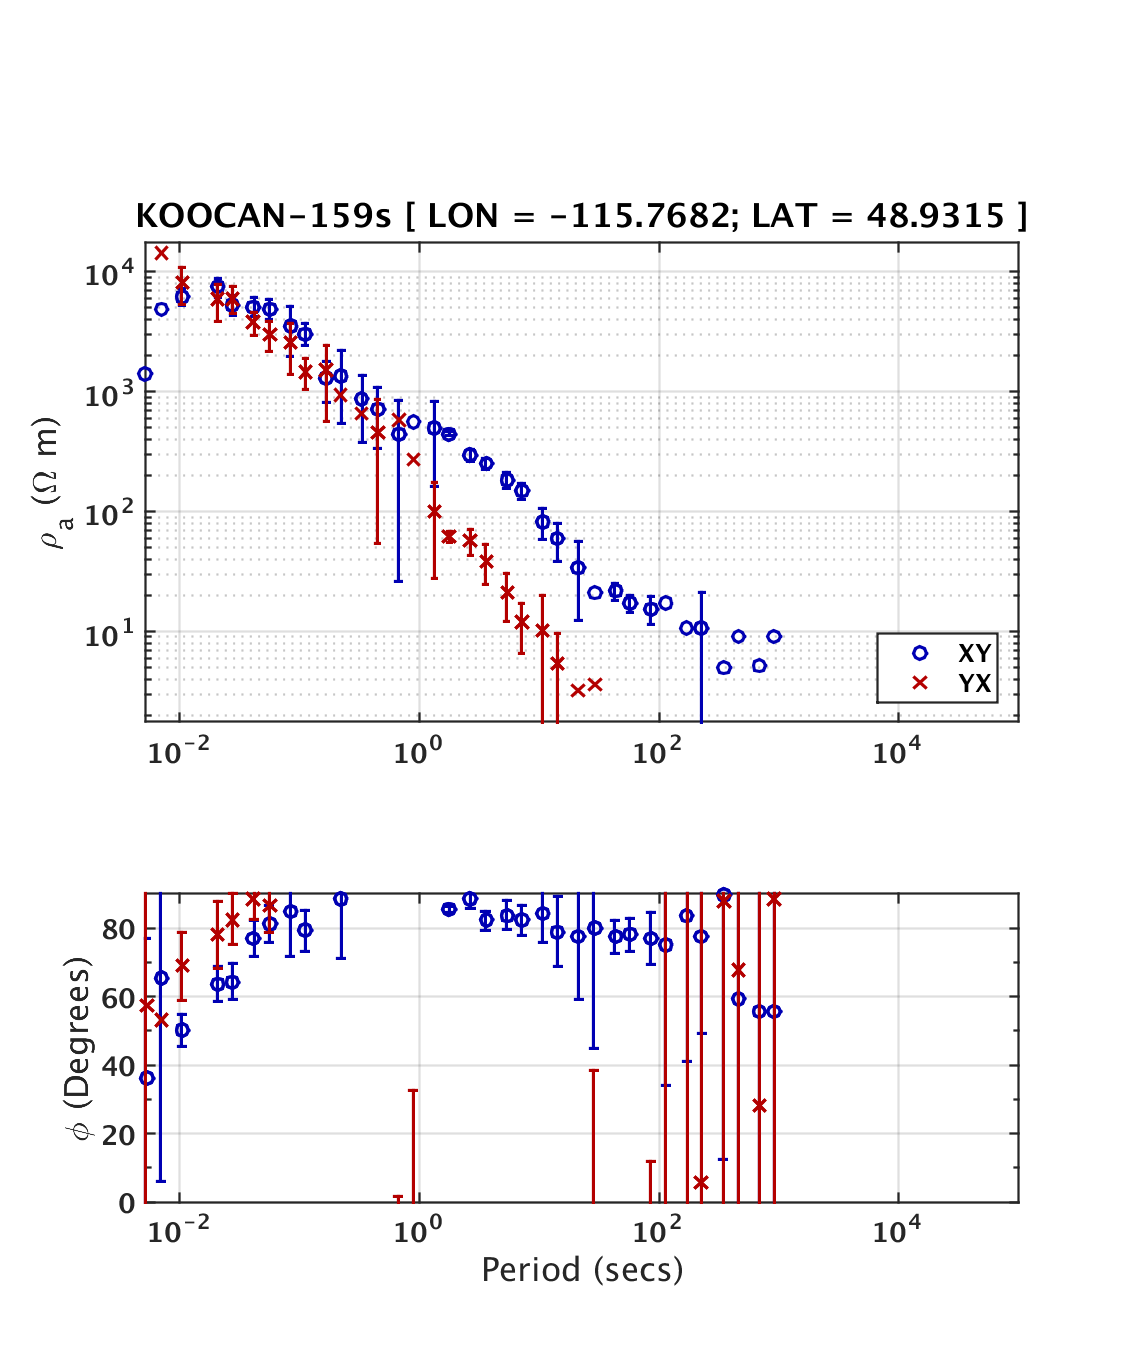 KOOCAN-159s [ LON = -115.7682; LAT = 48.9315 ]
ρa (Ω m)
10^4
10^3
10^2
10^1
XY
YX
10^-2 10^0 10^2 10^4
ϕ (Degrees)
80
60
40
20
0
10^-2 10^0 10^2 10^4
Period (secs)